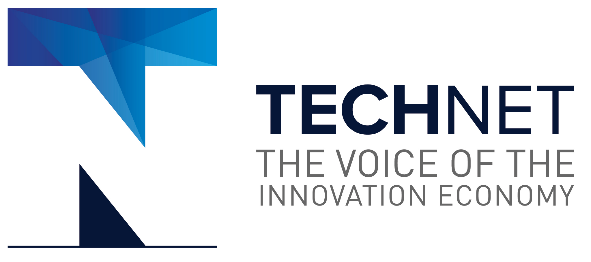 TECHNET
THE VOICE OF THE
INNOVATION ECONOMY